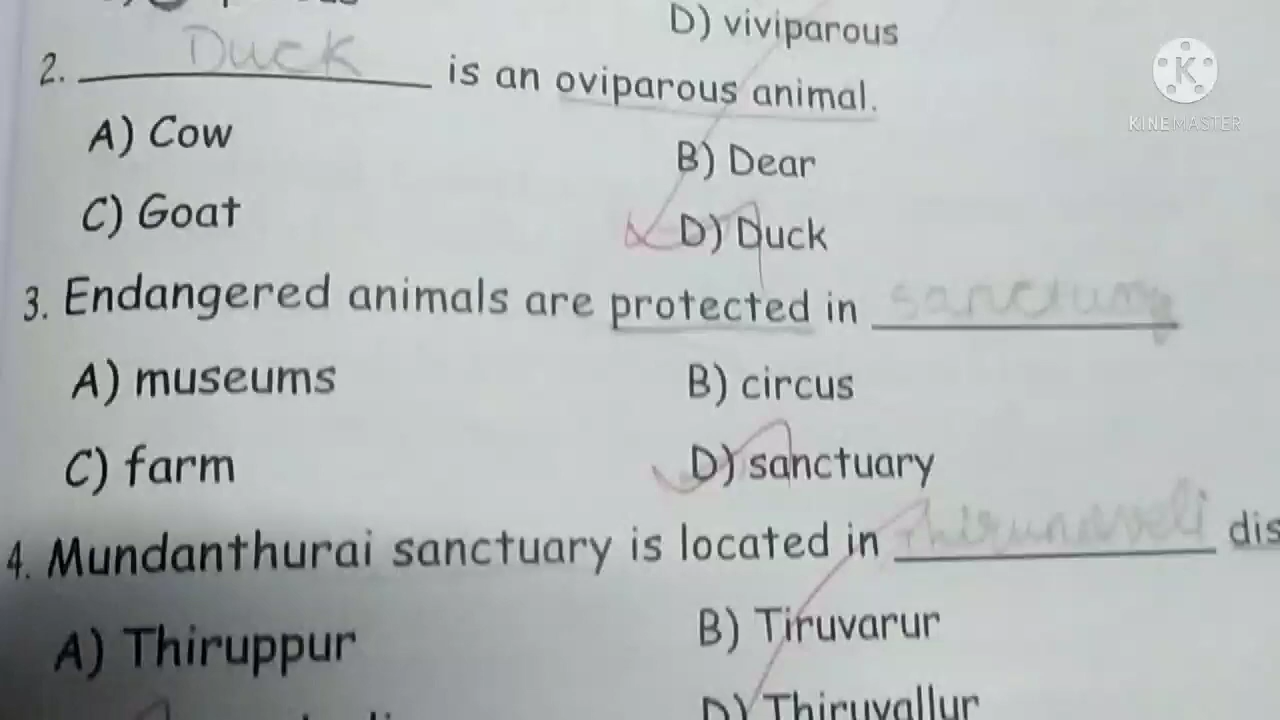 D) viviparous
2. Duck is an oviparous animal.
A) Cow B) Dear
C) Goat D) Duck
3. Endangered animals are protected in
A) museums B) circus
C) farm D) sanctuary
4. Mundanthurai sanctuary is located in Thirunelveli dis
A) Thiruppur B) Tiruvarur
D) Thiruvallur
KINEMASTER